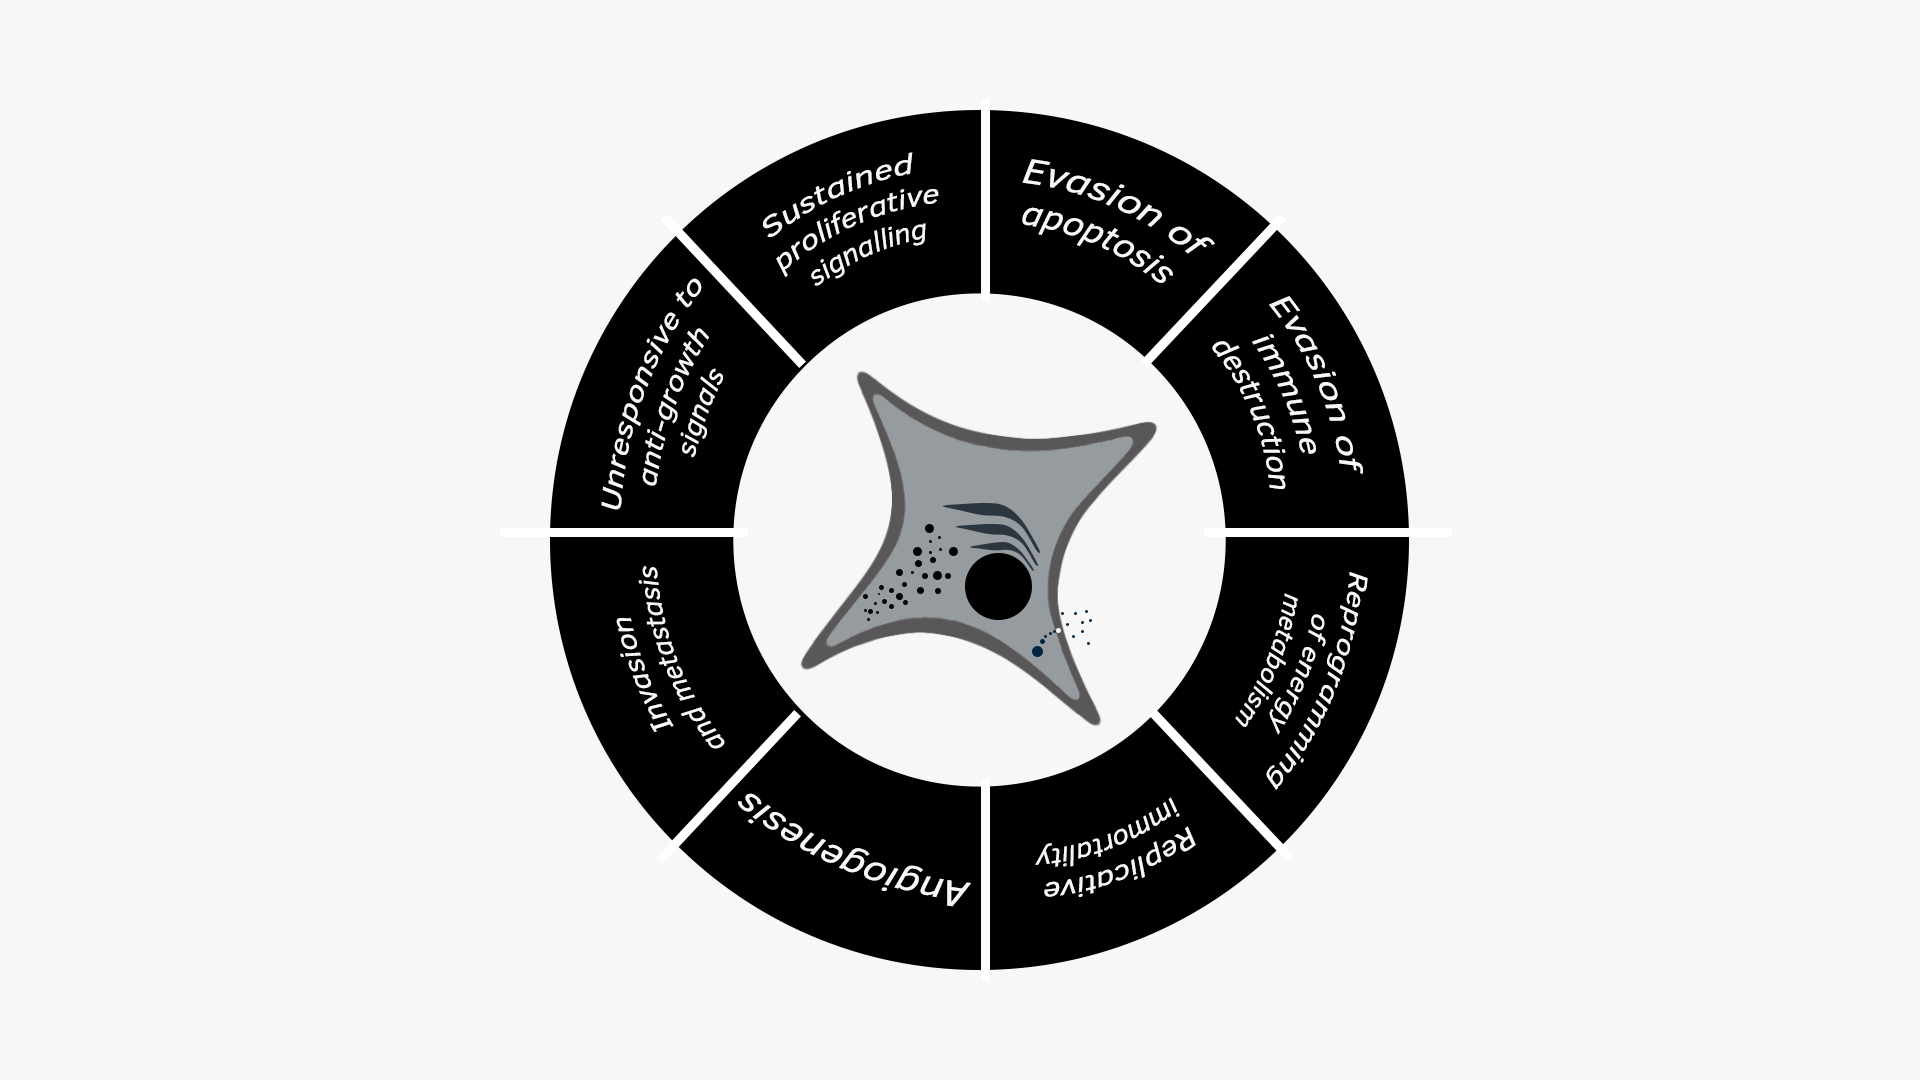 Sustained
proliferative
signalling
Evasion of
apoptosis
Evasion of
immune
destruction
Reprogramming
of energy
metabolism
Replicative
immortality
Angiogenesis
Invasion
and metastasis
Unresponsive to
anti-growth
signals